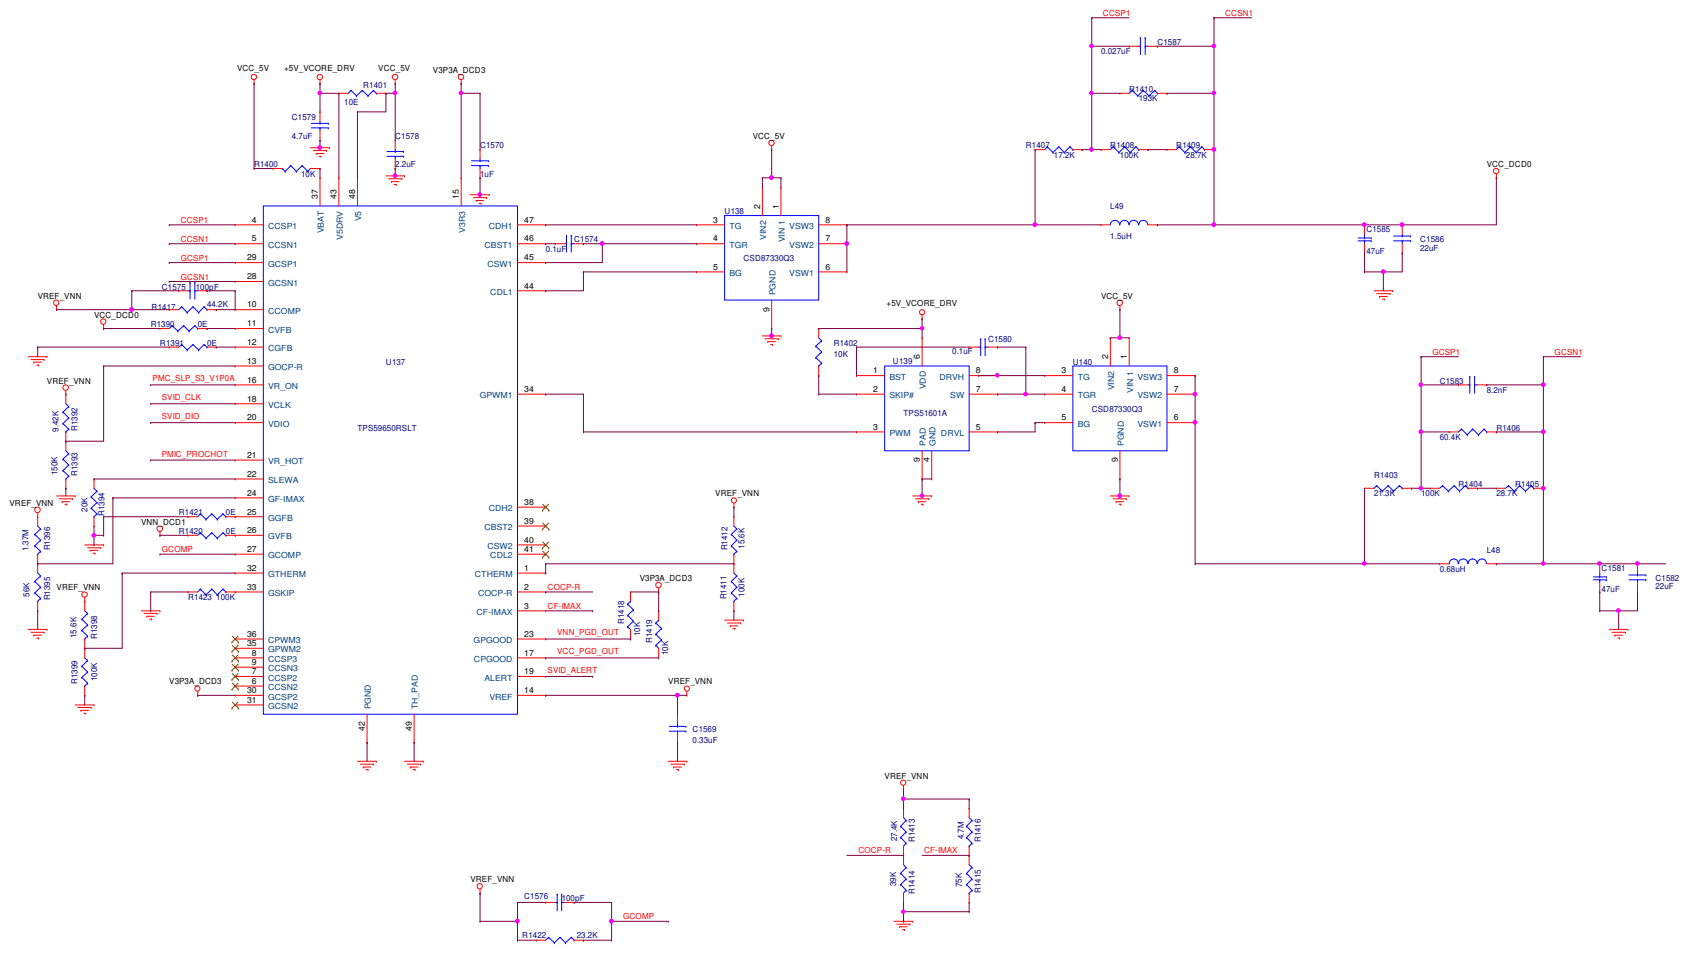 CCSP1
CCSN1
C1587
0.027uF
R1410
193K
R1407
17.2K
R1408
100K
R1409
28.7K
VCC_5V
+5V_VCORE_DRV
VCC_5V
V3P3A_DCD3
R1401
10E
C1579
4.7uF
C1578
2.2uF
C1570
1uF
R1400
10K
VCC_5V
VCC_DCD0
37
43
48
15
VBAT
V5DRV
V5
V3R3
CCSP1
4
CCSP1
CCSN1
5
CCSN1
GCSP1
29
GCSP1
GCSN1
28
GCSN1
C1575
100pF
VREF_VNN
R1417
44.2K
10
CCOMP
VCC_DCD0
R1390
0E
11
CVFB
R1391
0E
12
CGFB
13
GOCP-R
PMC_SLP_S3_V1P0A
16
VR_ON
SVID_CLK
18
VCLK
SVID_DIO
20
VDIO
PMIC_PROCHOT
21
VR_HOT
22
SLEWA
24
GF-IMAX
R1421
0E
25
GGFB
VNN_DCD1
R1420
0E
26
GVFB
GCOMP
27
GCOMP
32
GTHERM
R1423
100K
33
GSKIP
36
CPWM3
35
GPWM2
8
CCSP3
9
CCSN3
7
CCSP2
6
CCSN2
V3P3A_DCD3
30
GCSP2
31
GCSN2
VREF_VNN
9.42K
R1392
150K
R1393
20K
R1394
VREF_VNN
1.37M
R1396
56K
R1395
VREF_VNN
15.6K
R1398
R1399
100K
U137
TPS59650RSLT
PGND
TH_PAD
42
49
CDH1
47
CBST1
46
C1574
0.1uF
CSW1
45
CDL1
44
GPWM1
34
CDH2
38
CBST2
39
CSW2
40
CDL2
41
CTHERM
1
COCP-R
2
COCP-R
CF-IMAX
3
CF-IMAX
GPGOOD
23
VNN_PGD_OUT
CPGOOD
17
VCC_PGD_OUT
ALERT
19
SVID_ALERT
VREF
14
VREF_VNN
C1569
0.33uF
V3P3A_DCD3
R1418
10K
R1419
10K
VREF_VNN
R1412
15.6K
R1411
100K
U138
2
1
VIN2
VIN 1
3
TG
4
TGR
5
BG
CSD87330Q3
PGND
9
VSW3
8
VSW2
7
VSW1
6
L49
1.5uH
C1585
47uF
C1586
22uF
+5V_VCORE_DRV
VCC_5V
R1402
10K
C1580
0.1uF
U139
6
VDD
1
BST
2
SKIP#
3
PWM
TPS51601A
PAD
GND
9
4
DRVH
8
SW
7
DRVL
5
U140
2
1
VIN2
VIN 1
3
TG
4
TGR
5
BG
CSD87330Q3
PGND
9
VSW3
8
VSW2
7
VSW1
6
GCSP1
GCSN1
C1583
8.2nF
R1406
60.4K
R1403
21.3K
R1404
100K
R1405
28.7K
L48
0.68uH
C1581
47uF
C1582
22uF
VREF_VNN
27.4K
R1413
4.7M
R1416
COCP-R
CF-IMAX
39K
R1414
75K
R1415
VREF_VNN
C1576
100pF
GCOMP
R1422
23.2K